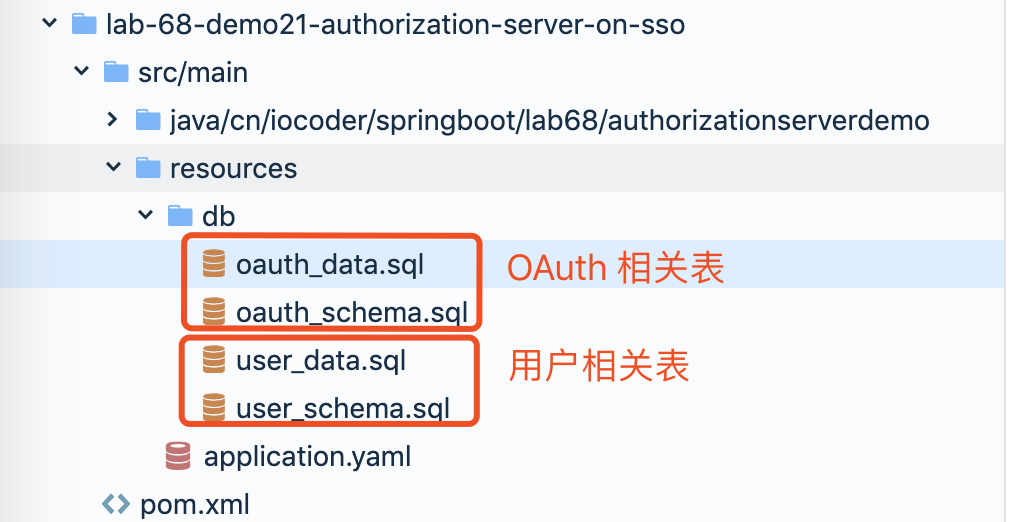 lab-68-demo21-authorization-server-on-sso
src/main
java/cn/iocoder/springboot/lab68/authorizationserverdemo
resources
db
oauth_data.sql
OAuth 相关表
oauth_schema.sql
user_data.sql
用户相关表
user_schema.sql
application.yaml
pom.xml